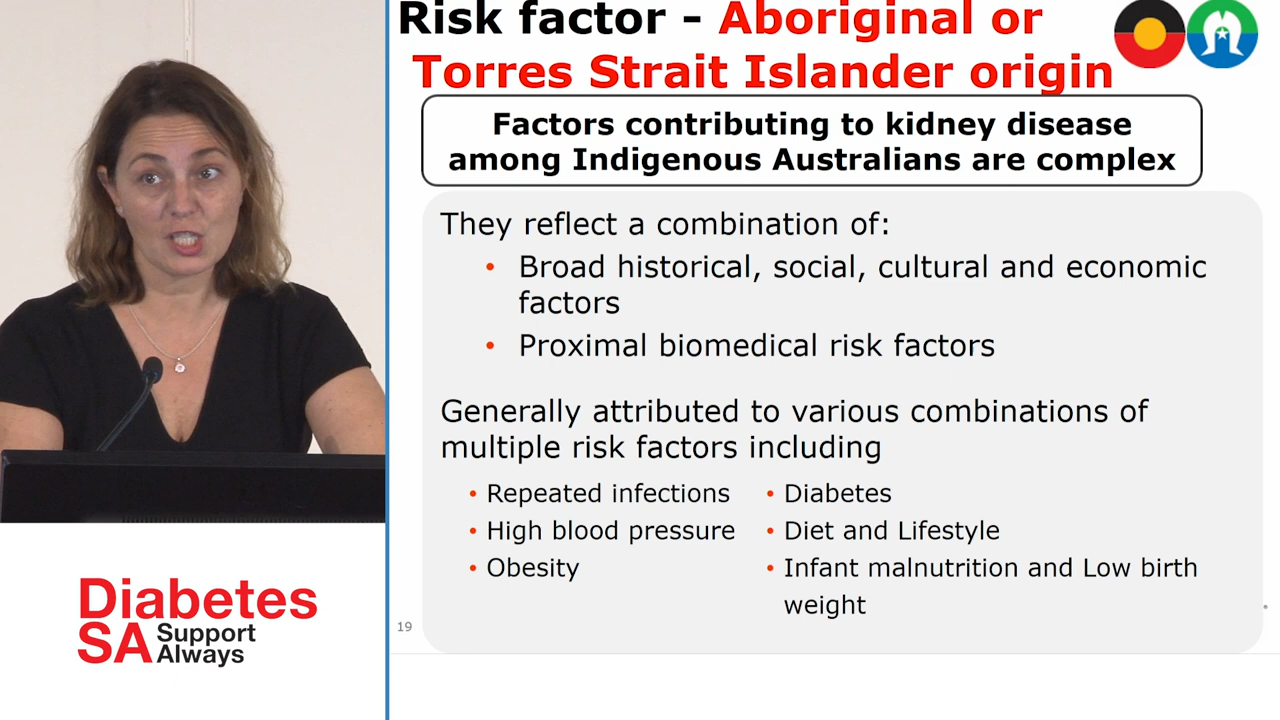 Risk factor - Aboriginal or
Torres Strait Islander origin
Factors contributing to kidney disease
among Indigenous Australians are complex
They reflect a combination of:
• Broad historical, social, cultural and economic
factors
• Proximal biomedical risk factors
Generally attributed to various combinations of
multiple risk factors including
• Repeated infections
• High blood pressure
• Obesity
• Diabetes
• Diet and Lifestyle
• Infant malnutrition and Low birth
weight
19
Diabetes
SA Support
Always